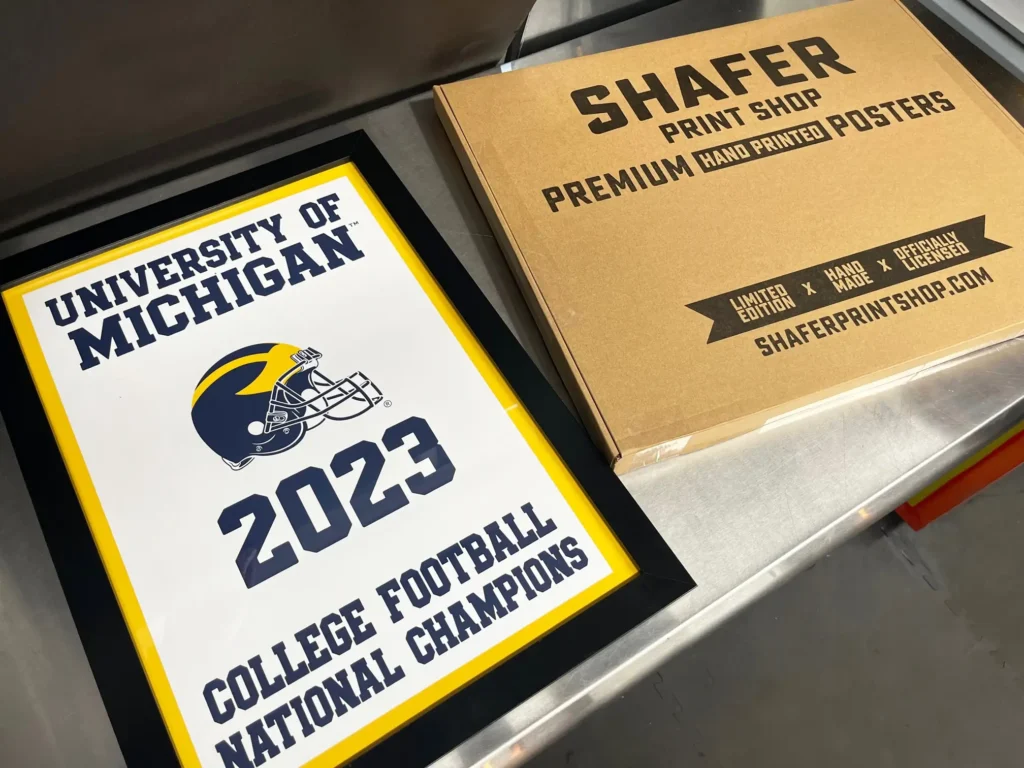 UNIVERSITY OF
MICHIGAN™
®
2023
COLLEGE FOOTBALL
NATIONAL CHAMPIONS
SHAFER
PRINT SHOP
PREMIUM HAND PRINTED POSTERS
LIMITED EDITION X HAND MADE X OFFICIALLY LICENSED
SHAFERPRINTSHOP.COM